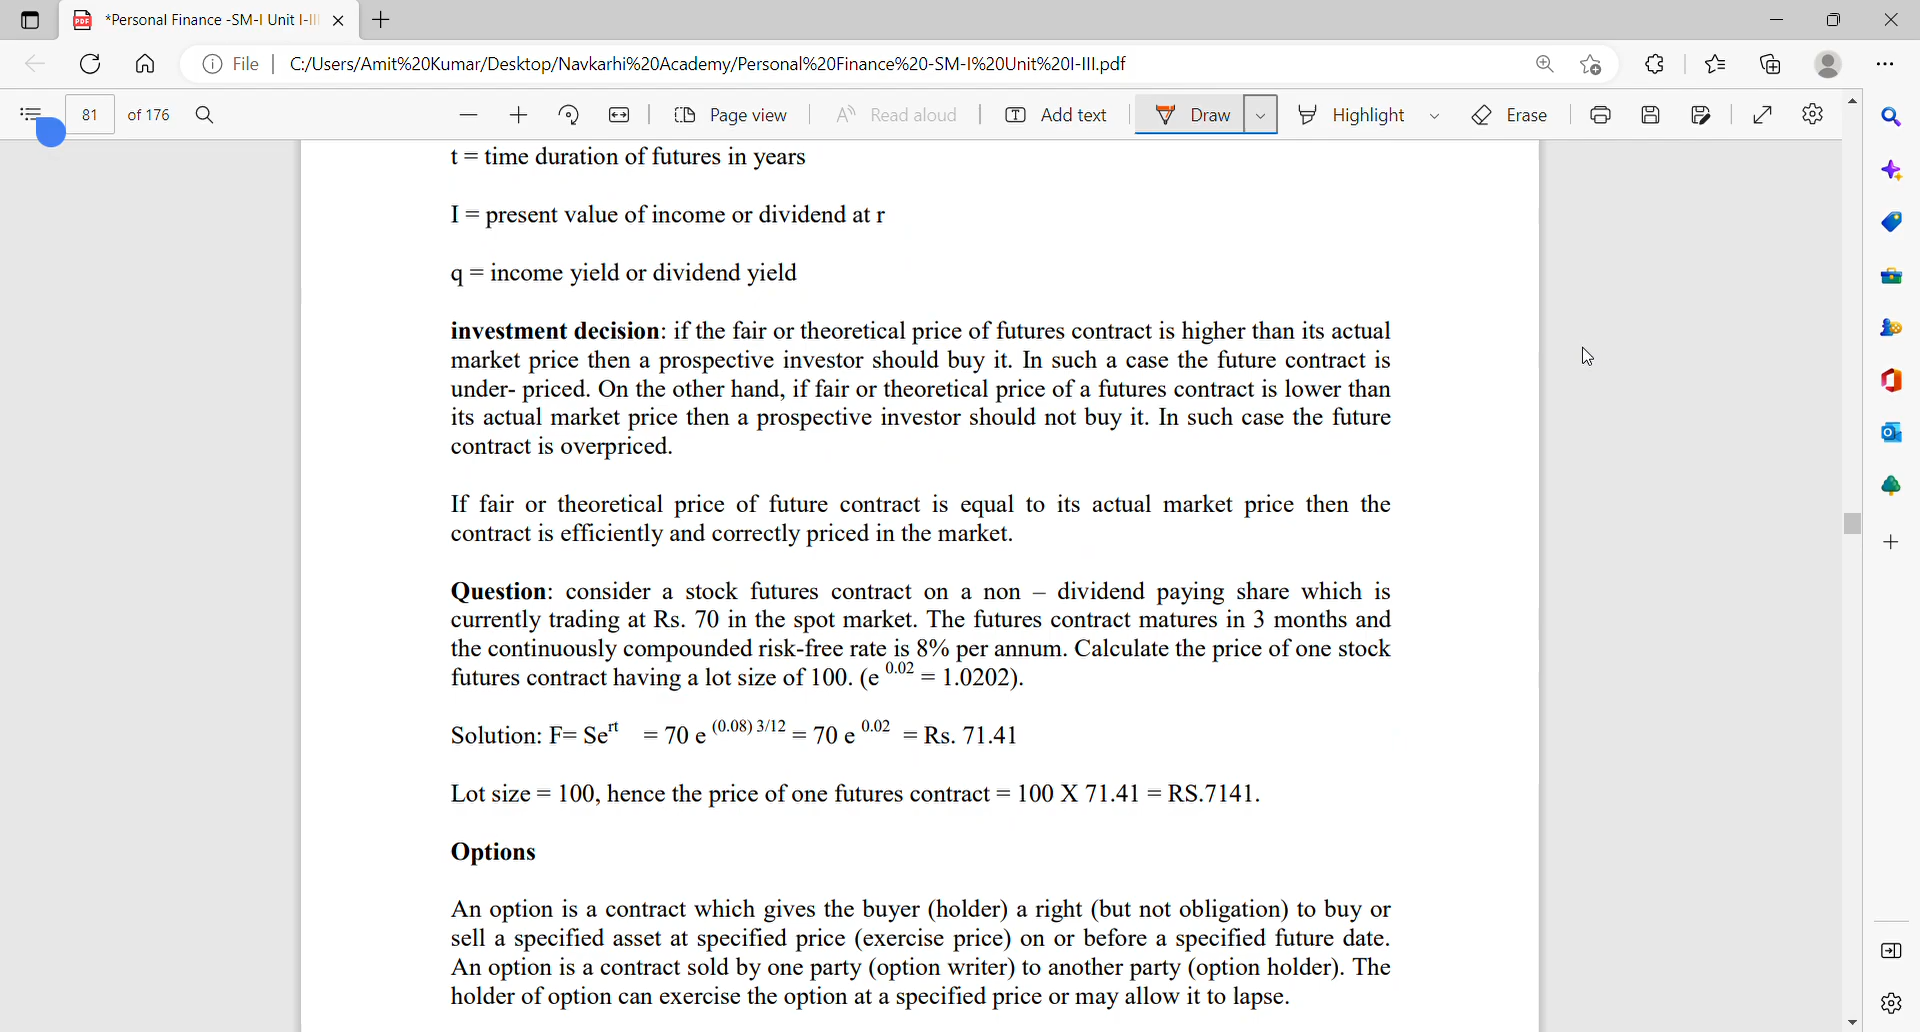 *Personal Finance -SM-I Unit I-III
File
C:/Users/Amit%20Kumar/Desktop/Navkarhi%20Academy/Personal%20Finance%20-SM-I%20Unit%20I-III.pdf
81 of 176
Page view
Read aloud
Add text
Draw
Highlight
Erase
t = time duration of futures in years
I = present value of income or dividend at r
q = income yield or dividend yield
investment decision: if the fair or theoretical price of futures contract is higher than its actual
market price then a prospective investor should buy it. In such a case the future contract is
under- priced. On the other hand, if fair or theoretical price of a futures contract is lower than
its actual market price then a prospective investor should not buy it. In such case the future
contract is overpriced.
If fair or theoretical price of future contract is equal to its actual market price then the
contract is efficiently and correctly priced in the market.
Question: consider a stock futures contract on a non – dividend paying share which is
currently trading at Rs. 70 in the spot market. The futures contract matures in 3 months and
the continuously compounded risk-free rate is 8% per annum. Calculate the price of one stock
futures contract having a lot size of 100. (e 0.02 = 1.0202).
Solution: F= Sert = 70 e (0.08) 3/12 = 70 e 0.02 = Rs. 71.41
Lot size = 100, hence the price of one futures contract = 100 X 71.41 = RS.7141.
Options
An option is a contract which gives the buyer (holder) a right (but not obligation) to buy or
sell a specified asset at specified price (exercise price) on or before a specified future date.
An option is a contract sold by one party (option writer) to another party (option holder). The
holder of option can exercise the option at a specified price or may allow it to lapse.